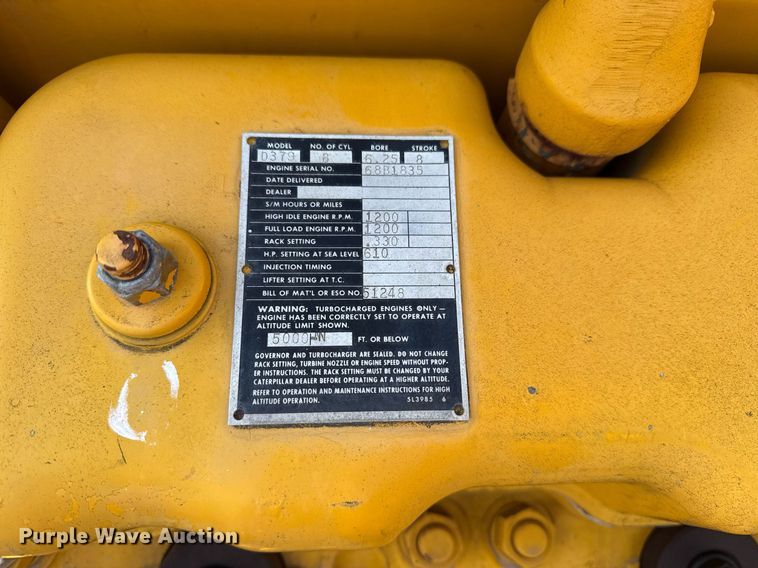 MODEL NO. OF CYL. BORE STROKE
D379 8 6.25 8
ENGINE SERIAL NO. 68B1835
DATE DELIVERED
DEALER
S/M HOURS OR MILES
HIGH IDLE ENGINE R.P.M. 1200
FULL LOAD ENGINE R.P.M. 1200
RACK SETTING .330
H.P. SETTING AT SEA LEVEL 610
INJECTION TIMING
LIFTER SETTING AT T.C.
BILL OF MAT'L OR ESO NO. 51248
WARNING: TURBOCHARGED ENGINES ONLY—
ENGINE HAS BEEN CORRECTLY SET TO OPERATE AT
ALTITUDE LIMIT SHOWN.
5000 FT. OR BELOW
GOVERNOR AND TURBOCHARGER ARE SEALED. DO NOT CHANGE
RACK SETTING, TURBINE NOZZLE OR ENGINE SPEED WITHOUT PROP-
ER INSTRUCTIONS. THE RACK SETTING MUST BE CHANGED BY YOUR
CATERPILLAR DEALER BEFORE OPERATING AT A HIGHER ALTITUDE.
REFER TO OPERATION AND MAINTENANCE INSTRUCTIONS FOR HIGH
ALTITUDE OPERATION. 5L3985 6
Purple Wave Auction